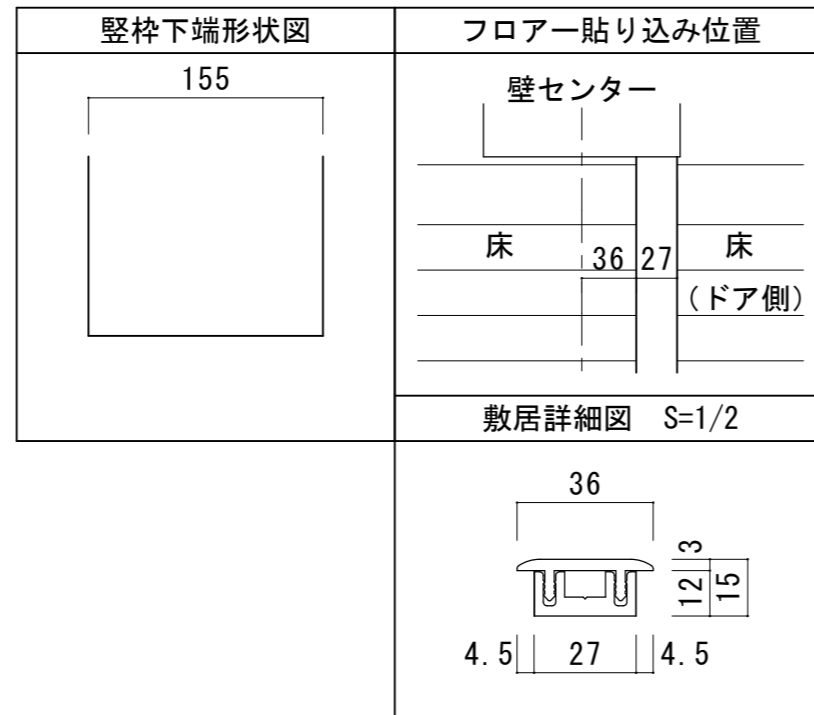 竪枠下端形状図
155
フロアー貼り込み位置
壁センター
床
36
27
床
(ドア側)
敷居詳細図 S=1/2
36
3
12
15
4.5
27
4.5